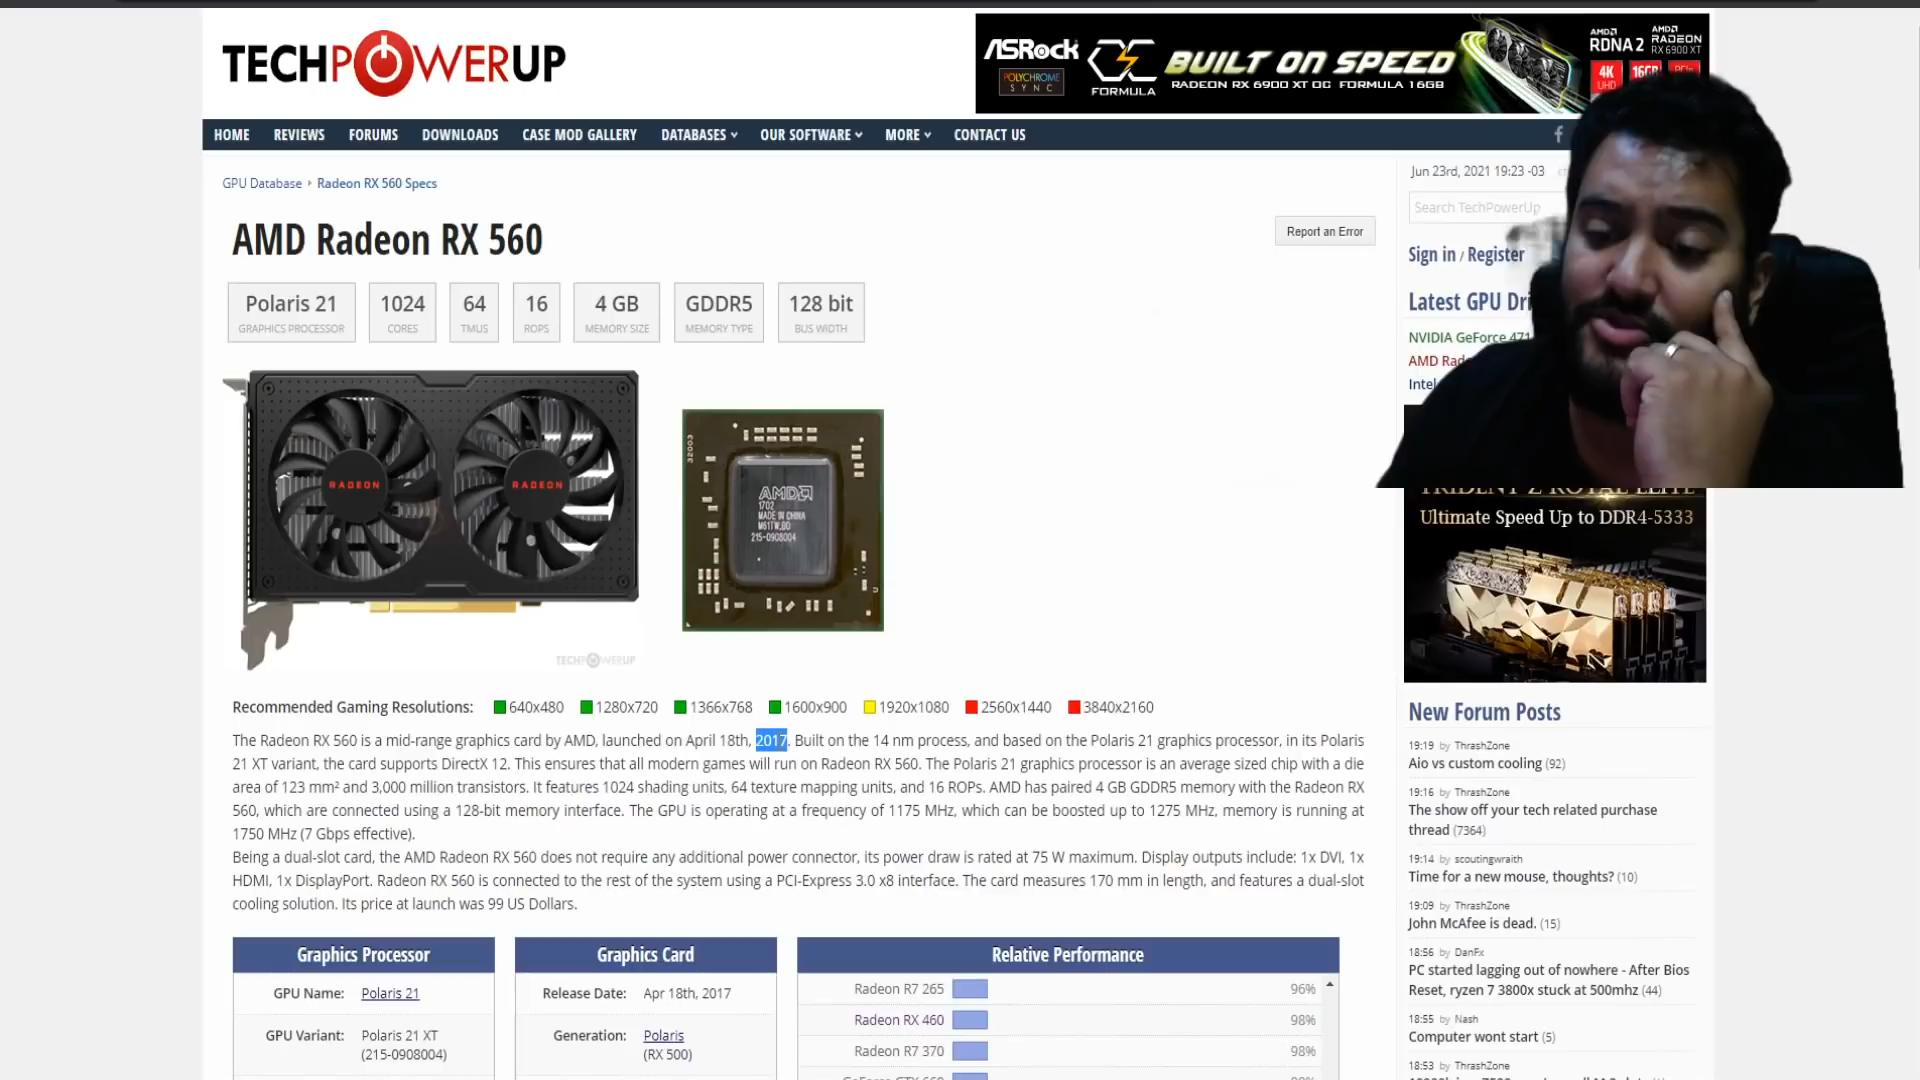 TECHPOWERUP
ASRock
POLYCHROME
SYNC
OC
FORMULA
BUILT ON SPEED
RADEON RX 6900 XT OC FORMULA 16GB
AMD
RDNA 2
AMD
RADEON
RX 6900 XT
4K
UHD
16GB
HOME REVIEWS FORUMS DOWNLOADS CASE MOD GALLERY DATABASES OUR SOFTWARE MORE CONTACT US
Jun 23rd, 2021 19:23 -03
GPU Database Radeon RX 560 Specs
Search TechPowerUp
AMD Radeon RX 560
Report an Error
Sign in / Register
Polaris 21 1024 64 16 4 GB GDDR5 128 bit
GRAPHICS PROCESSOR CORES TMUS ROPS MEMORY SIZE MEMORY TYPE BUS WIDTH
Latest GPU Dri
NVIDIA GeForce 471
AMD Rade
Intel
RADEON RADEON
32003
AMD
1702
MADE IN CHINA
215-0908004
TECHPOWERUP
TRIDENT Z ROYAL ELITE
Ultimate Speed Up to DDR4-5333
Recommended Gaming Resolutions: 640x480 1280x720 1366x768 1600x900 1920x1080 2560x1440 3840x2160
The Radeon RX 560 is a mid-range graphics card by AMD, launched on April 18th, 2017. Built on the 14 nm process, and based on the Polaris 21 graphics processor, in its Polaris
21 XT variant, the card supports DirectX 12. This ensures that all modern games will run on Radeon RX 560. The Polaris 21 graphics processor is an average sized chip with a die
area of 123 mm² and 3,000 million transistors. It features 1024 shading units, 64 texture mapping units, and 16 ROPs. AMD has paired 4 GB GDDR5 memory with the Radeon RX
560, which are connected using a 128-bit memory interface. The GPU is operating at a frequency of 1175 MHz, which can be boosted up to 1275 MHz, memory is running at
1750 MHz (7 Gbps effective).
Being a dual-slot card, the AMD Radeon RX 560 does not require any additional power connector, its power draw is rated at 75 W maximum. Display outputs include: 1x DVI, 1x
HDMI, 1x DisplayPort. Radeon RX 560 is connected to the rest of the system using a PCI-Express 3.0 x8 interface. The card measures 170 mm in length, and features a dual-slot
cooling solution. Its price at launch was 99 US Dollars.
Graphics Processor
GPU Name: Polaris 21
GPU Variant: Polaris 21 XT
(215-0908004)
Graphics Card
Release Date: Apr 18th, 2017
Generation: Polaris
(RX 500)
Relative Performance
Radeon R7 265 96%
Radeon RX 460 98%
Radeon R7 370 98%
New Forum Posts
19:19 by ThrashZone
Aio vs custom cooling (92)
19:16 by ThrashZone
The show off your tech related purchase
thread (7364)
19:14 by scoutingwraith
Time for a new mouse, thoughts? (10)
19:09 by ThrashZone
John McAfee is dead. (15)
18:56 by DanFx
PC started lagging out of nowhere - After Bios
Reset, ryzen 7 3800x stuck at 500mhz (44)
18:55 by Nash
Computer wont start (5)
18:53 by ThrashZone